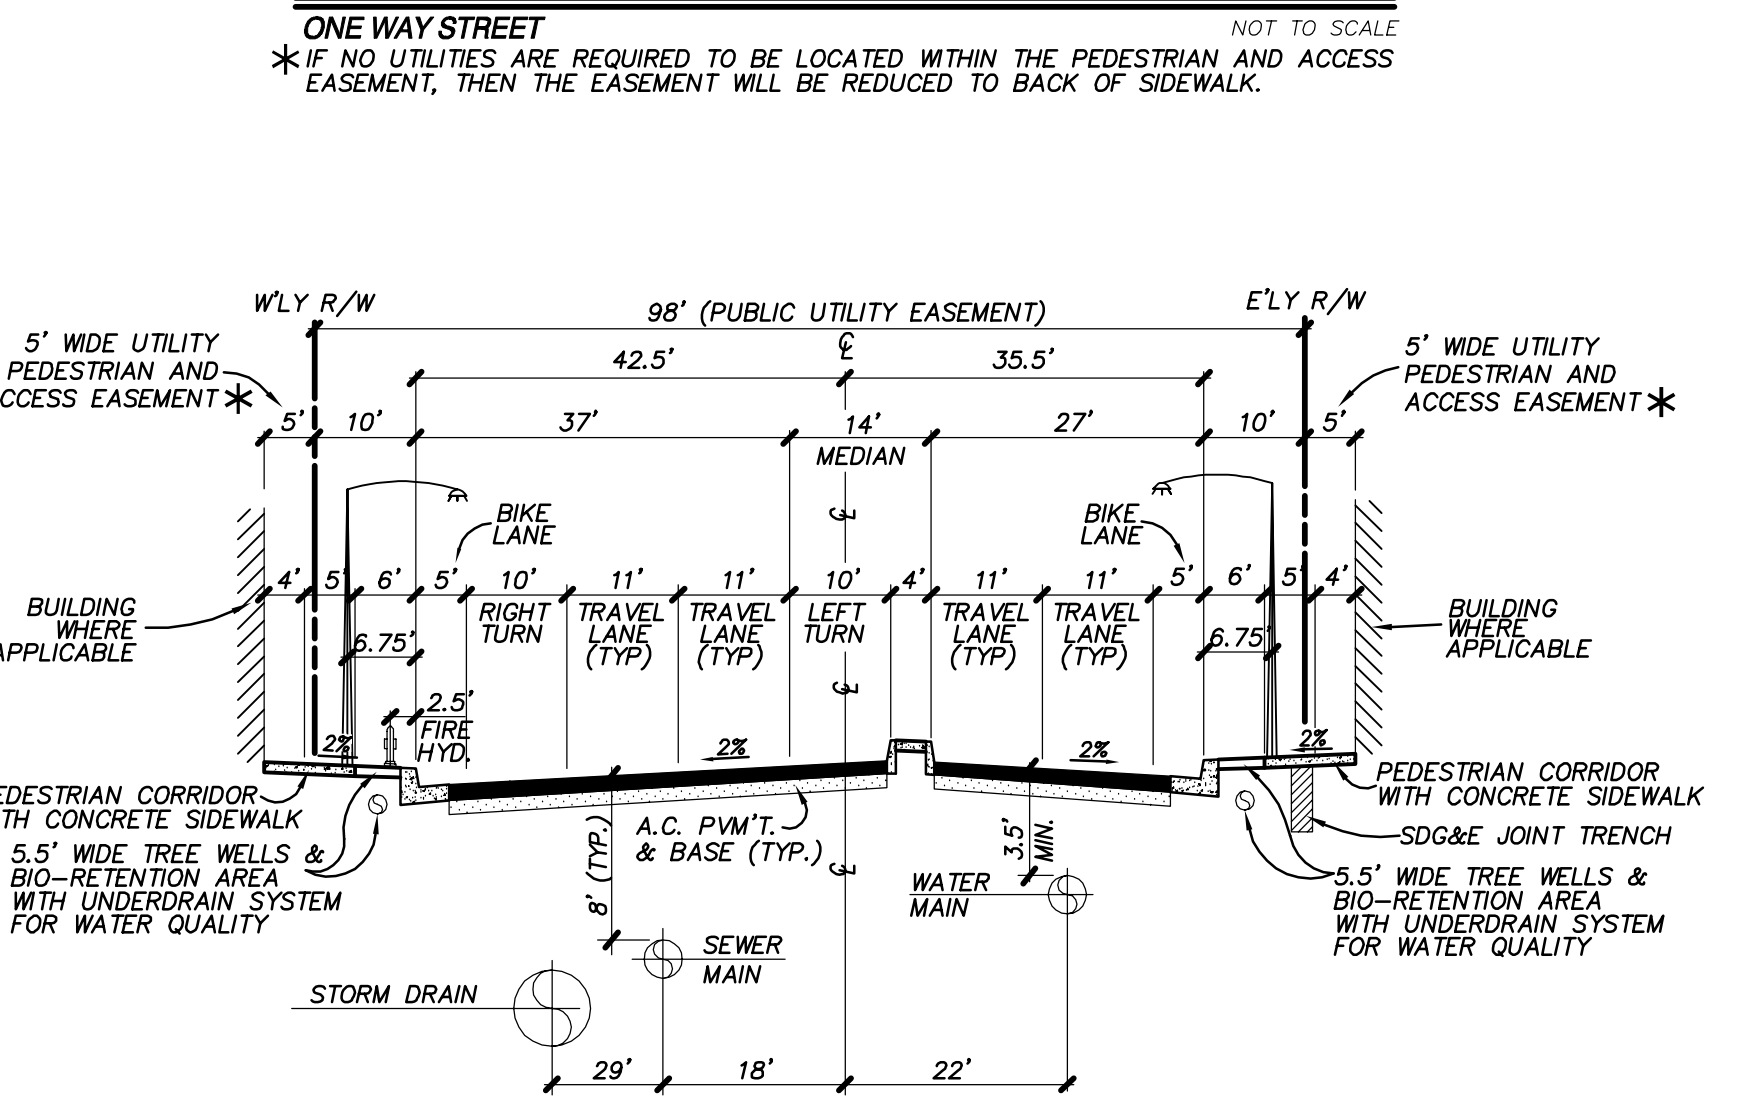 ONE WAY STREET
NOT TO SCALE
* IF NO UTILITIES ARE REQUIRED TO BE LOCATED WITHIN THE PEDESTRIAN AND ACCESS
EASEMENT, THEN THE EASEMENT WILL BE REDUCED TO BACK OF SIDEWALK.
W'LY R/W
98' (PUBLIC UTILITY EASEMENT)
E'LY R/W
5' WIDE UTILITY
PEDESTRIAN AND
CCESS EASEMENT *
5' WIDE UTILITY
PEDESTRIAN AND
ACCESS EASEMENT *
42.5'
℄
35.5'
5'
10'
37'
14'
27'
10'
5'
MEDIAN
BIKE
LANE
℄
BIKE
LANE
4'
5'
6'
5'
10'
11'
11'
10'
4'
11'
11'
5'
6'
5'
4'
RIGHT
TURN
TRAVEL
LANE
(TYP)
TRAVEL
LANE
(TYP)
LEFT
TURN
TRAVEL
LANE
(TYP)
TRAVEL
LANE
(TYP)
BUILDING
WHERE
APPLICABLE
BUILDING
WHERE
APPLICABLE
6.75'
6.75'
℄
2.5'
FIRE
HYD.
2%
2%
2%
2%
EDESTRIAN CORRIDOR
TH CONCRETE SIDEWALK
PEDESTRIAN CORRIDOR
WITH CONCRETE SIDEWALK
5.5' WIDE TREE WELLS &
BIO-RETENTION AREA
WITH UNDERDRAIN SYSTEM
FOR WATER QUALITY
8' (TYP.)
A.C. PVM'T.
& BASE (TYP.)
℄
3.5'
MIN.
SDG&E JOINT TRENCH
5.5' WIDE TREE WELLS &
BIO-RETENTION AREA
WITH UNDERDRAIN SYSTEM
FOR WATER QUALITY
WATER
MAIN
SEWER
MAIN
STORM DRAIN
29'
18'
22'